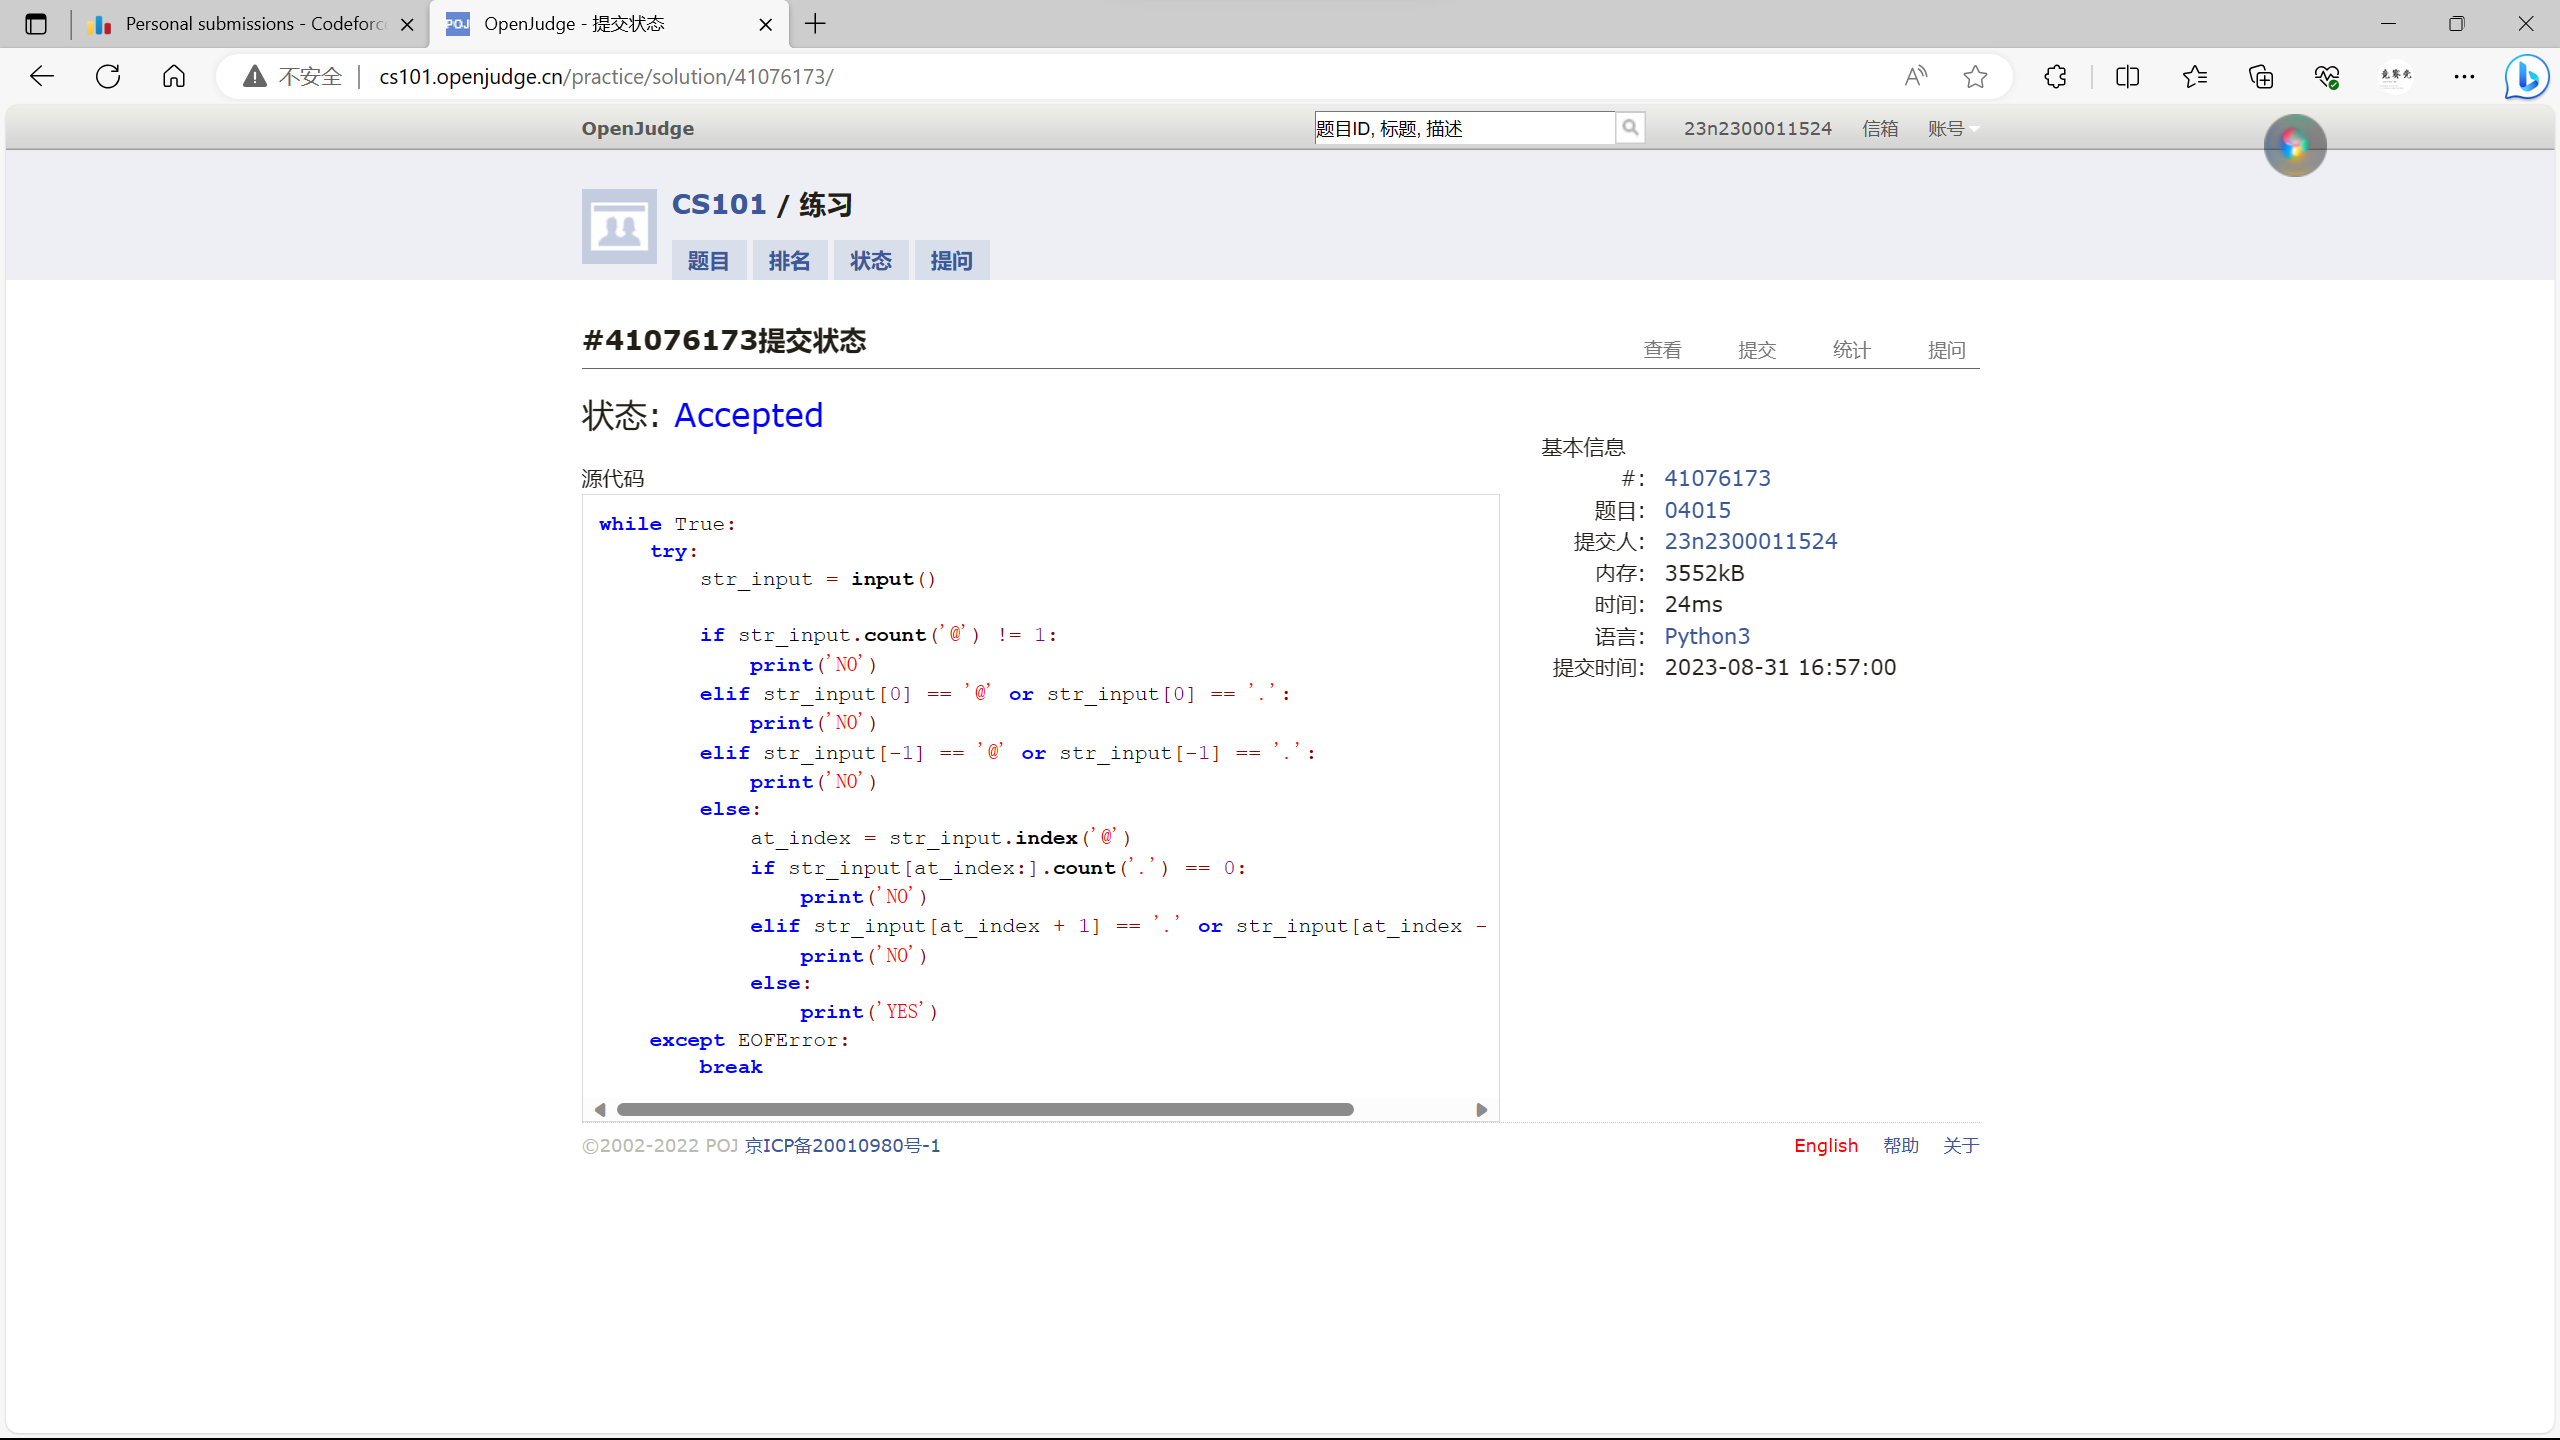 Personal submissions - Codeforc
POJ OpenJudge - 提交状态
不安全 cs101.openjudge.cn/practice/solution/41076173/
OpenJudge 题目ID, 标题, 描述 23n2300011524 信箱 账号
CS101 / 练习
题目 排名 状态 提问
#41076173提交状态 查看 提交 统计 提问
状态: Accepted
源代码
while True:
    try:
        str_input = input()
        if str_input.count('@') != 1:
            print('NO')
        elif str_input[0] == '@' or str_input[0] == '.':
            print('NO')
        elif str_input[-1] == '@' or str_input[-1] == '.':
            print('NO')
        else:
            at_index = str_input.index('@')
            if str_input[at_index:].count('.') == 0:
                print('NO')
            elif str_input[at_index + 1] == '.' or str_input[at_index -
                print('NO')
            else:
                print('YES')
    except EOFError:
        break
基本信息
#: 41076173
题目: 04015
提交人: 23n2300011524
内存: 3552kB
时间: 24ms
语言: Python3
提交时间: 2023-08-31 16:57:00
©2002-2022 POJ 京ICP备20010980号-1 English 帮助 关于